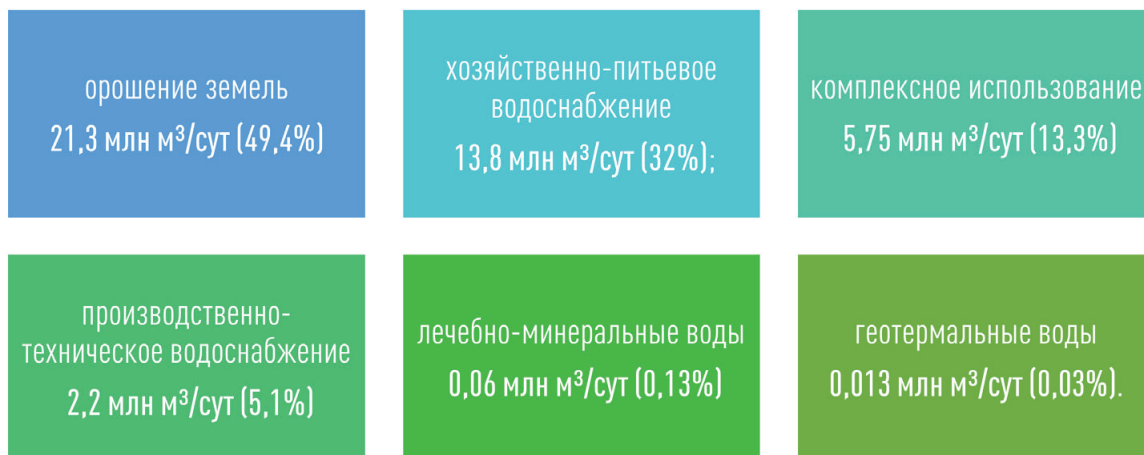 орошение земель
21,3 млн м³/сут (49,4%)
хозяйственно-питьевое
водоснабжение
13,8 млн м³/сут (32%);
комплексное использование
5,75 млн м³/сут (13,3%)
производственно-
техническое водоснабжение
2,2 млн м³/сут (5,1%)
лечебно-минеральные воды
0,06 млн м³/сут (0,13%)
геотермальные воды
0,013 млн м³/сут (0,03%).